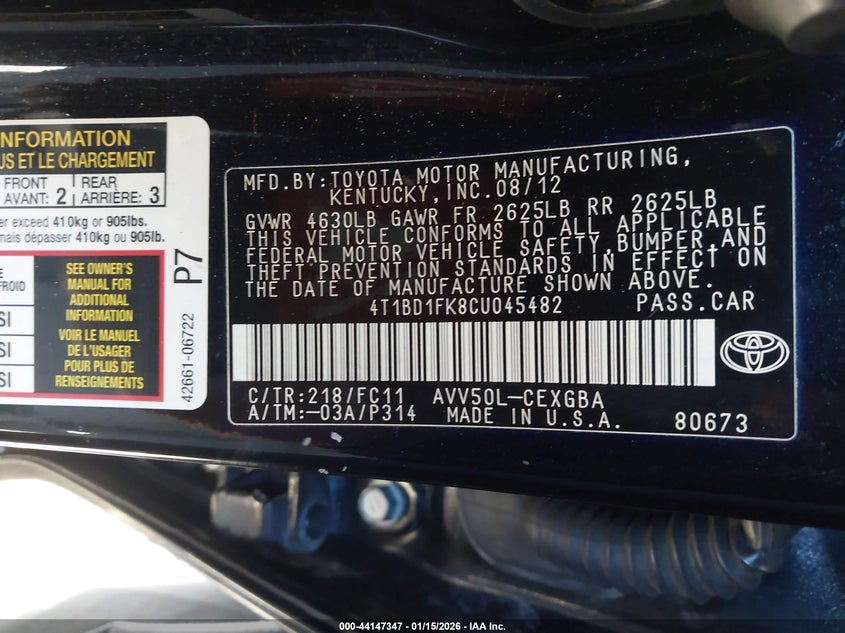 NFORMATION
US ET LE CHARGEMENT
FRONT
AVANT: 2
REAR
ARRIÈRE: 3
er exceed 410kg or 905lbs.
mais dépasser 410kg ou 905lb.
E
FROID
SI
SI
SI
SEE OWNER'S
MANUAL FOR
ADDITIONAL
INFORMATION
VOIR LE MANUEL
DE L'USAGER
POUR PLUS DE
RENSEIGNEMENTS
P7
42661-06722
MFD.BY:TOYOTA MOTOR MANUFACTURING,
KENTUCKY,INC.08/12
GVWR 4630LB GAWR FR 2625LB RR 2625LB
THIS VEHICLE CONFORMS TO ALL APPLICABLE
FEDERAL MOTOR VEHICLE SAFETY,BUMPER,AND
THEFT PREVENTION STANDARDS IN EFFECT ON
THE DATE OF MANUFACTURE SHOWN ABOVE.
4T1BD1FK8CU045482 PASS.CAR
C/TR:218/FC11 AVV50L-CEXGBA
A/TM:-03A/P314 MADE IN U.S.A. 80673
000-44147347 - 01/15/2026 - IAA Inc.